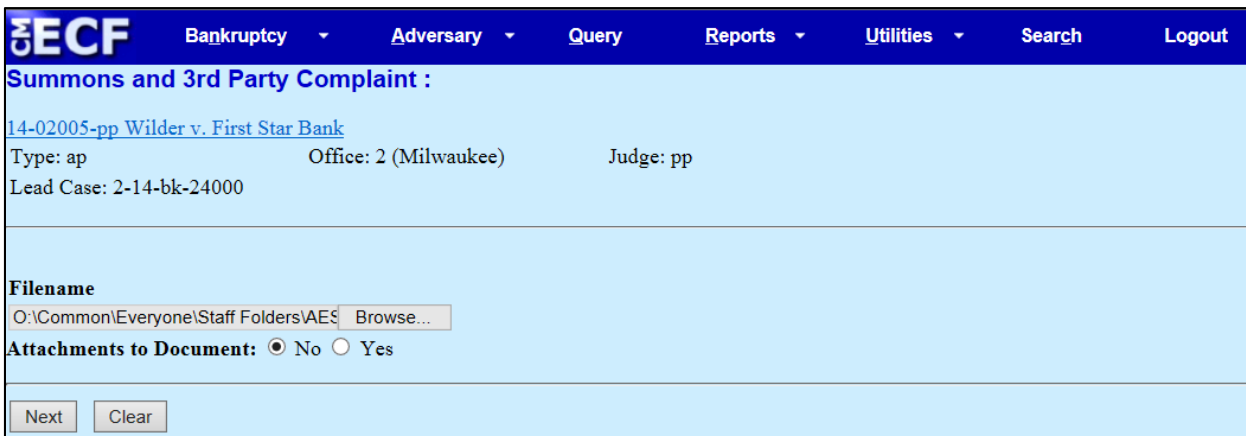 CM ECF Bankruptcy Adversary Query Reports Utilities Search Logout
Summons and 3rd Party Complaint :
14-02005-pp Wilder v. First Star Bank
Type: ap Office: 2 (Milwaukee) Judge: pp
Lead Case: 2-14-bk-24000
Filename
O:\Common\Everyone\Staff Folders\AES Browse...
Attachments to Document: No Yes
Next Clear